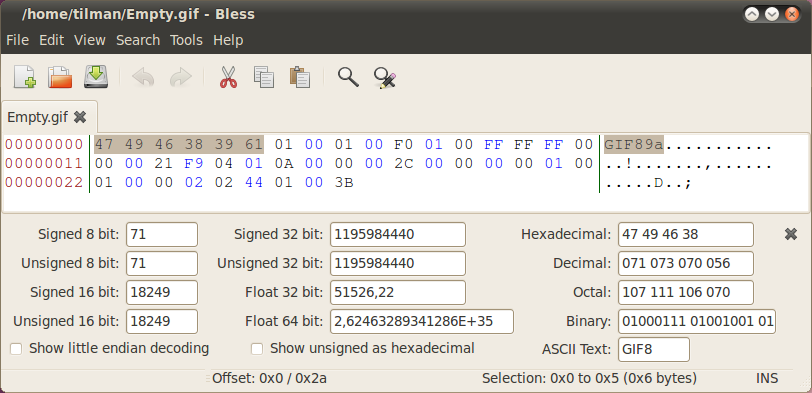 /home/tilman/Empty.gif - Bless
File Edit View Search Tools Help
Empty.gif
00000000 47 49 46 38 39 61 01 00 01 00 F0 01 00 FF FF FF 00 GIF89a...........
00000011 00 00 21 F9 04 01 0A 00 00 00 2C 00 00 00 00 01 00 ..!.......,......
00000022 01 00 00 02 02 44 01 00 3B .....D..;
Signed 8 bit: 71 Signed 32 bit: 1195984440 Hexadecimal: 47 49 46 38
Unsigned 8 bit: 71 Unsigned 32 bit: 1195984440 Decimal: 071 073 070 056
Signed 16 bit: 18249 Float 32 bit: 51526,22 Octal: 107 111 106 070
Unsigned 16 bit: 18249 Float 64 bit: 2,62463289341286E+35 Binary: 01000111 01001001 01
Show little endian decoding Show unsigned as hexadecimal ASCII Text: GIF8
Offset: 0x0 / 0x2a Selection: 0x0 to 0x5 (0x6 bytes) INS